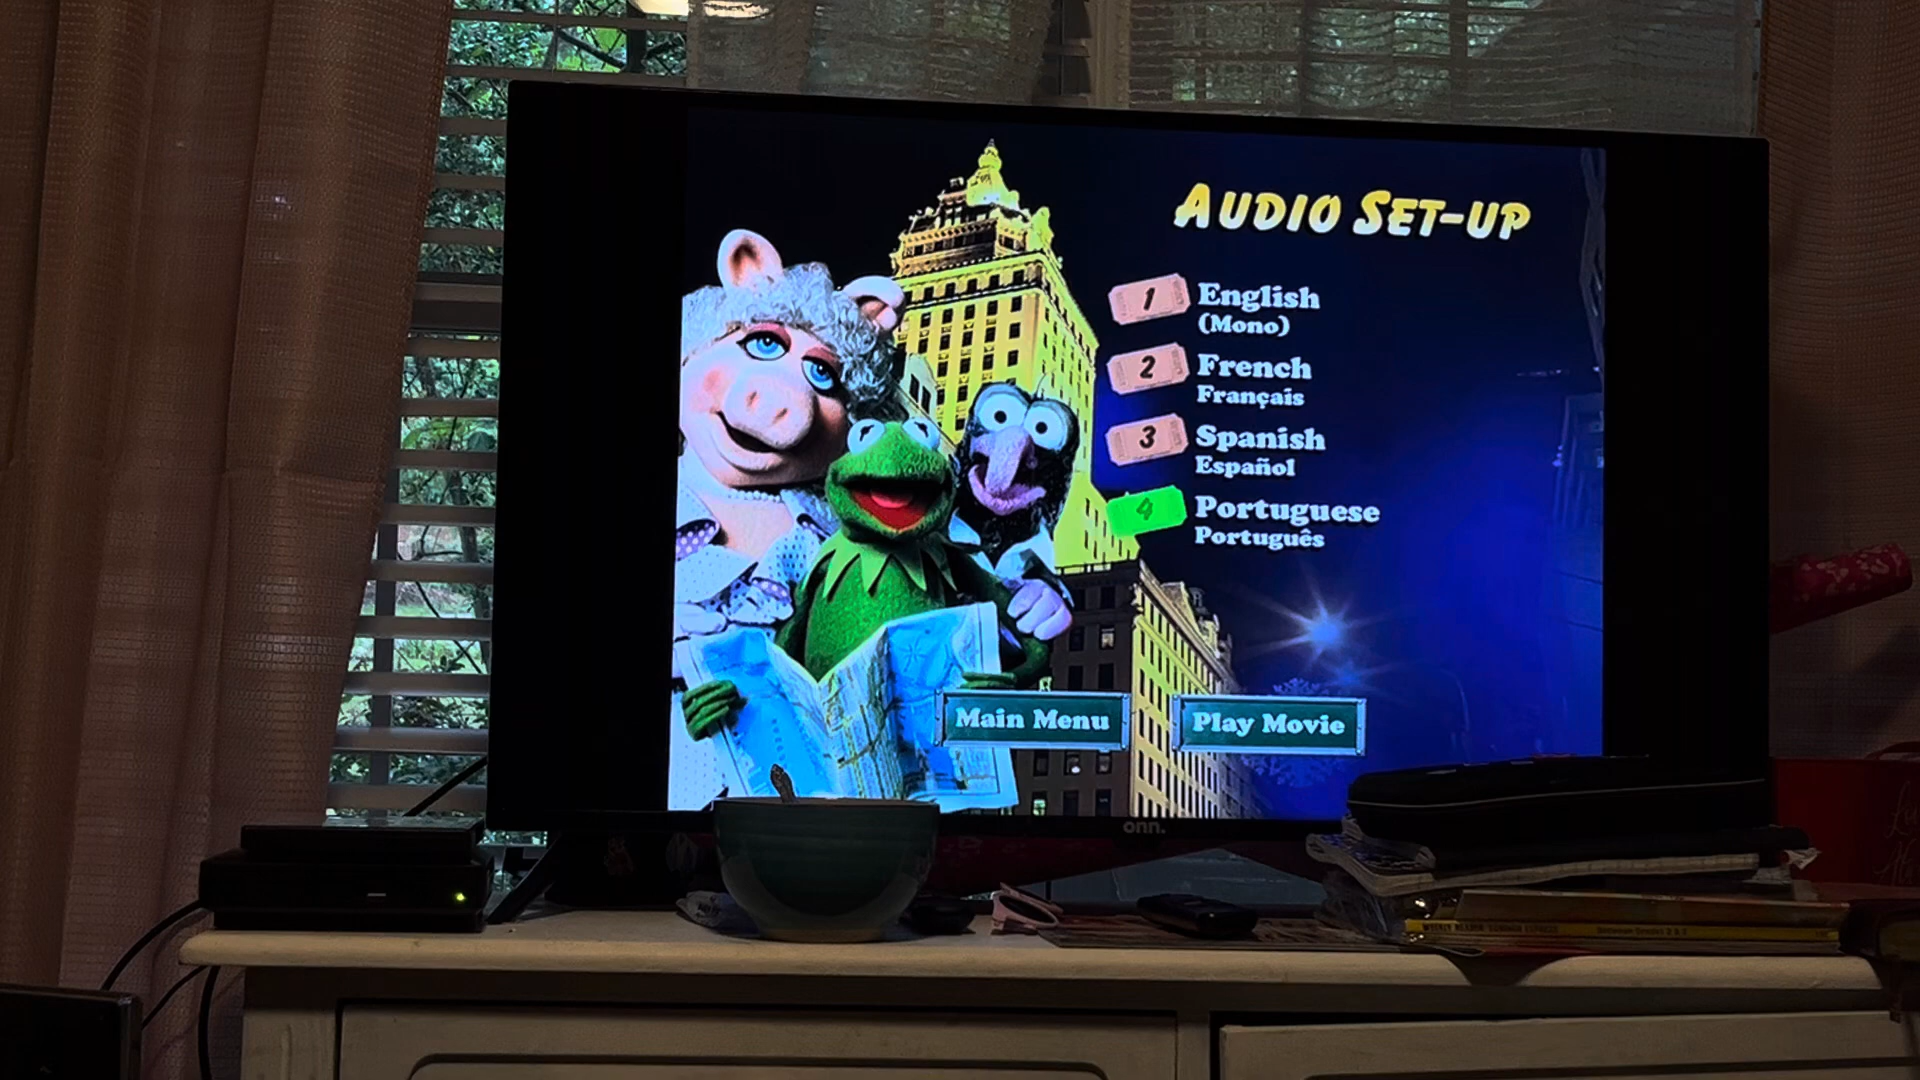 Audio Set-up
1 English
(Mono)
2 French
Français
3 Spanish
Español
4 Portuguese
Português
Main Menu
Play Movie
onn.